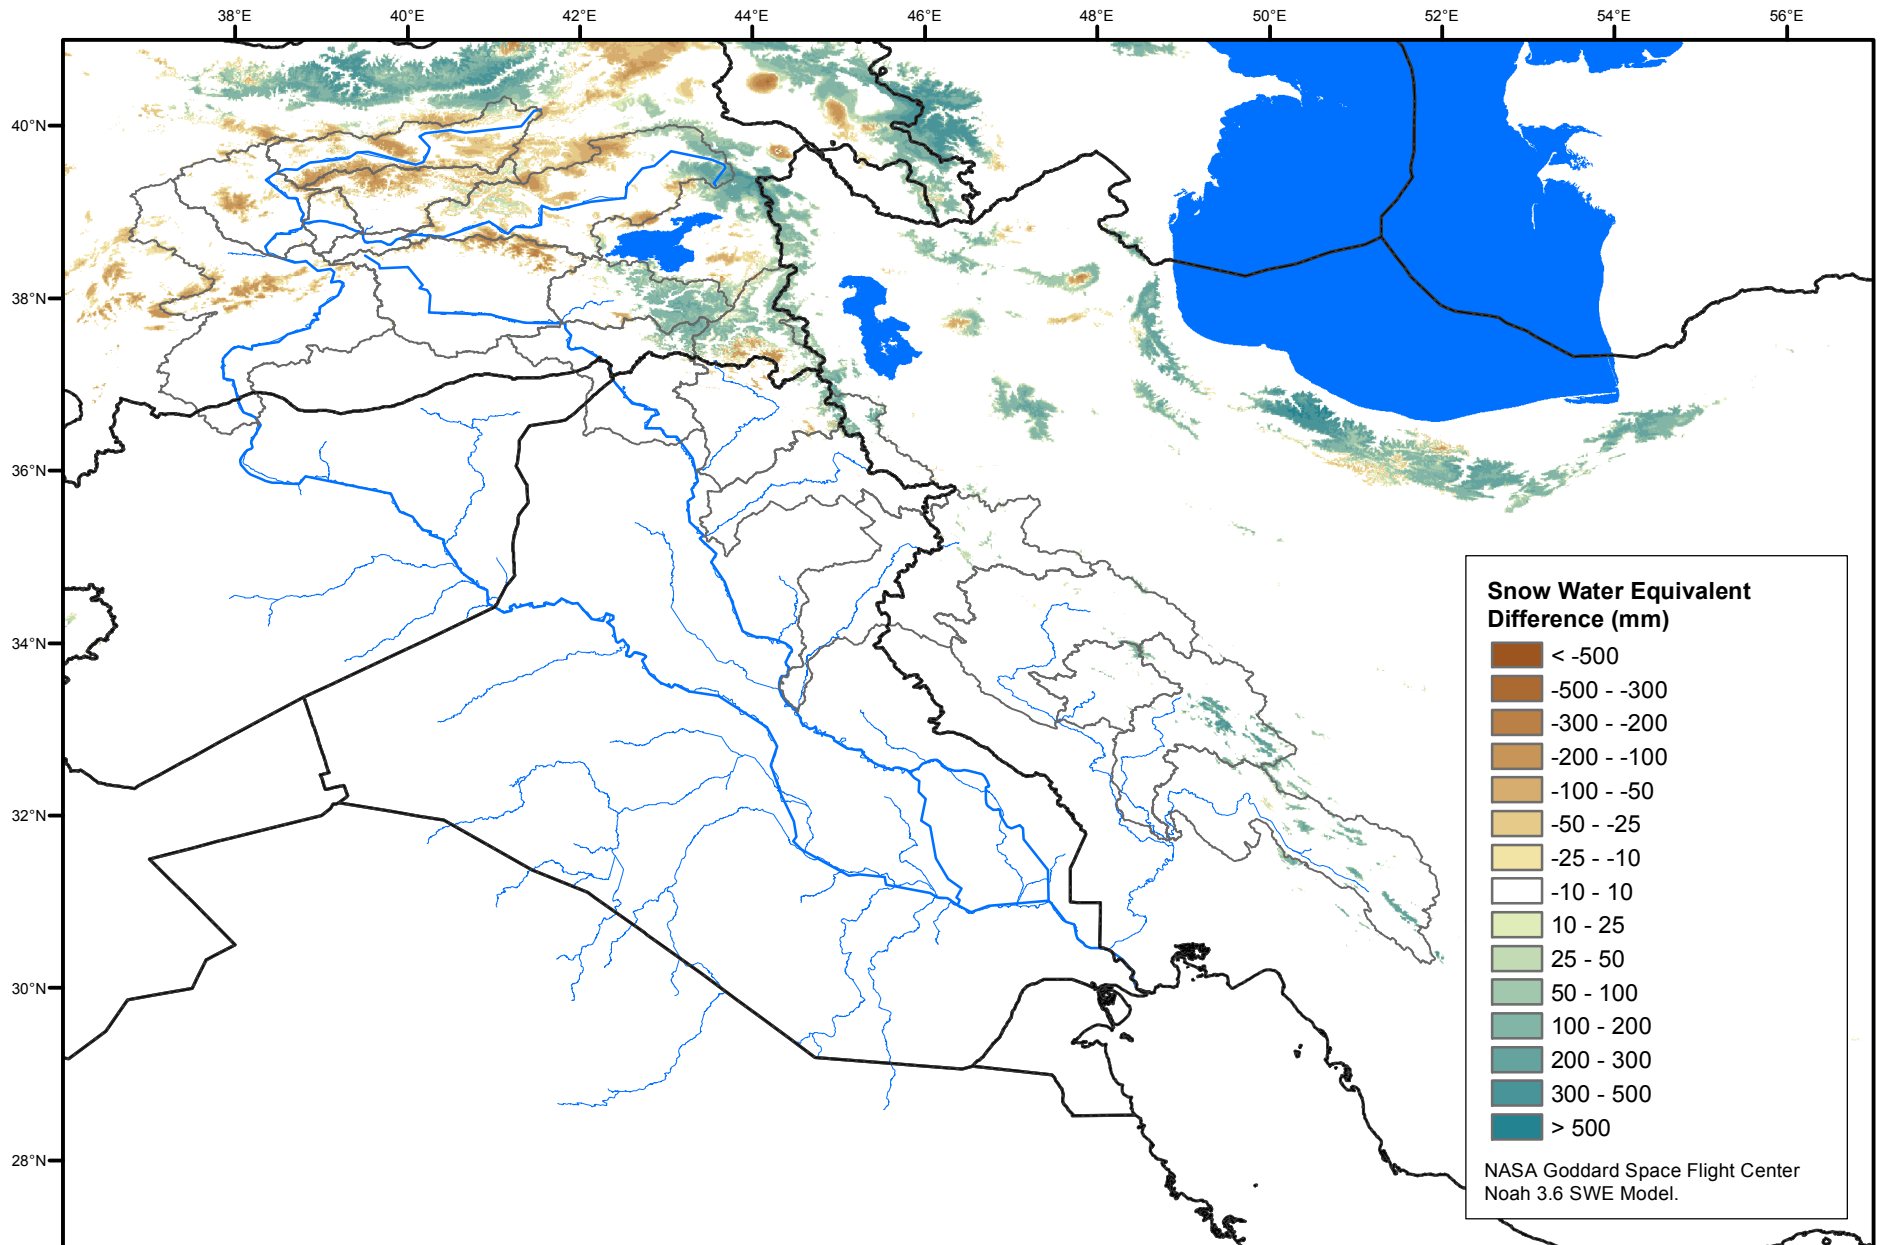 38°E 40°E 42°E 44°E 46°E 48°E 50°E 52°E 54°E 56°E
40°N
38°N
36°N
34°N
32°N
30°N
28°N
Snow Water Equivalent
Difference (mm)
< -500
-500 - -300
-300 - -200
-200 - -100
-100 - -50
-50 - -25
-25 - -10
-10 - 10
10 - 25
25 - 50
50 - 100
100 - 200
200 - 300
300 - 500
> 500
NASA Goddard Space Flight Center
Noah 3.6 SWE Model.